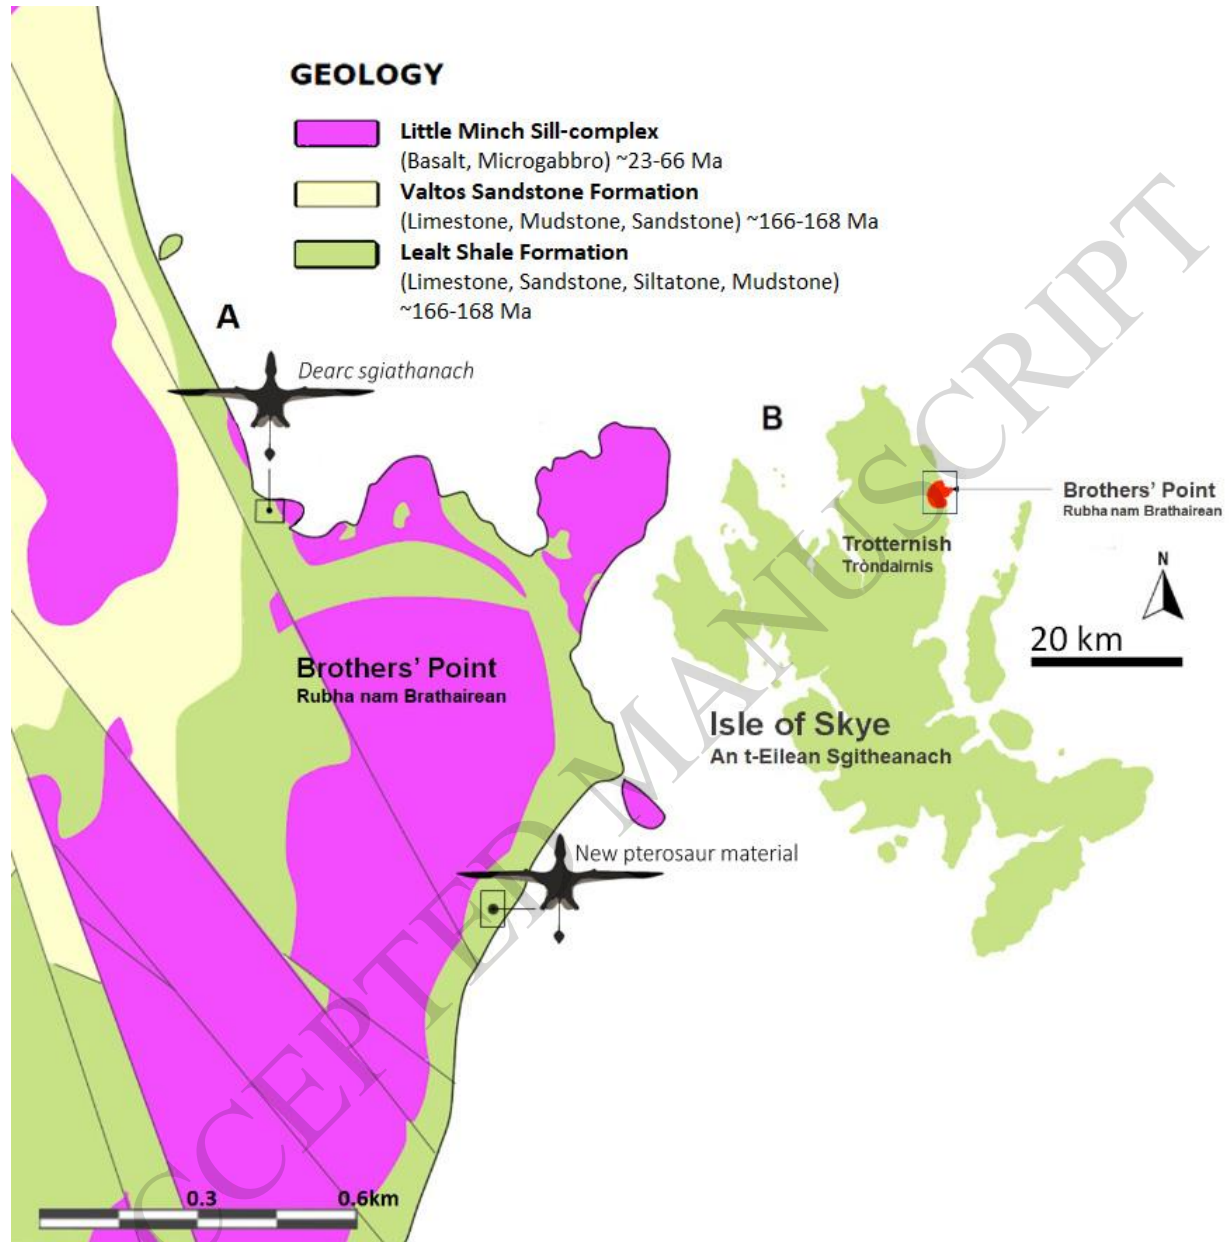 GEOLOGY
Little Minch Sill-complex
(Basalt, Microgabbro) ~23-66 Ma
Valtos Sandstone Formation
(Limestone, Mudstone, Sandstone) ~166-168 Ma
Lealt Shale Formation
(Limestone, Sandstone, Siltatone, Mudstone)
~166-168 Ma
A
Dearc sgiathanach
B
Brothers' Point
Rubha nam Brathairean
Trotternish
Tròndairnis
N
20 km
Brothers' Point
Rubha nam Brathairean
Isle of Skye
An t-Eilean Sgitheanach
New pterosaur material
0.3
0.6km
CCEPTED MANUSCRIPT